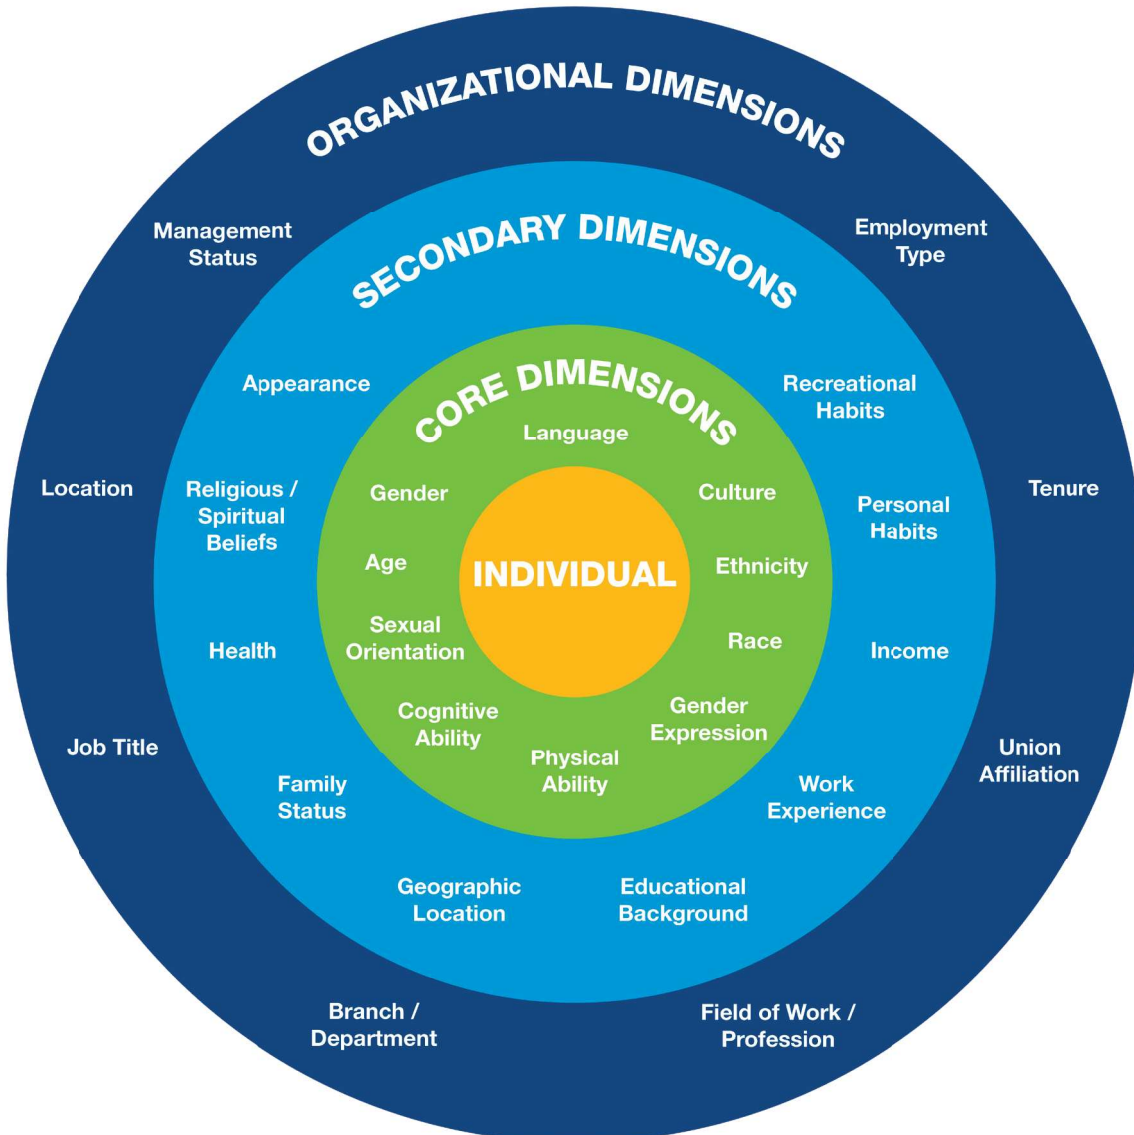 ORGANIZATIONAL DIMENSIONS
Management
Status
Employment
Type
Location
Tenure
Job Title
Union
Affiliation
Branch /
Department
Field of Work /
Profession
SECONDARY DIMENSIONS
Appearance
Recreational
Habits
Religious /
Spiritual
Beliefs
Personal
Habits
Health
Income
Family
Status
Work
Experience
Geographic
Location
Educational
Background
CORE DIMENSIONS
Language
Gender
Culture
Age
Ethnicity
Sexual
Orientation
Race
Cognitive
Ability
Gender
Expression
Physical
Ability
INDIVIDUAL